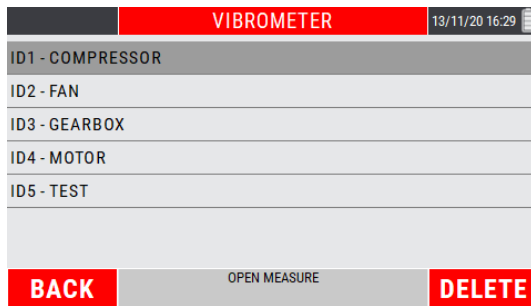 VIBROMETER 13/11/20 16:29
ID1 - COMPRESSOR
ID2 - FAN
ID3 - GEARBOX
ID4 - MOTOR
ID5 - TEST
BACK OPEN MEASURE DELETE